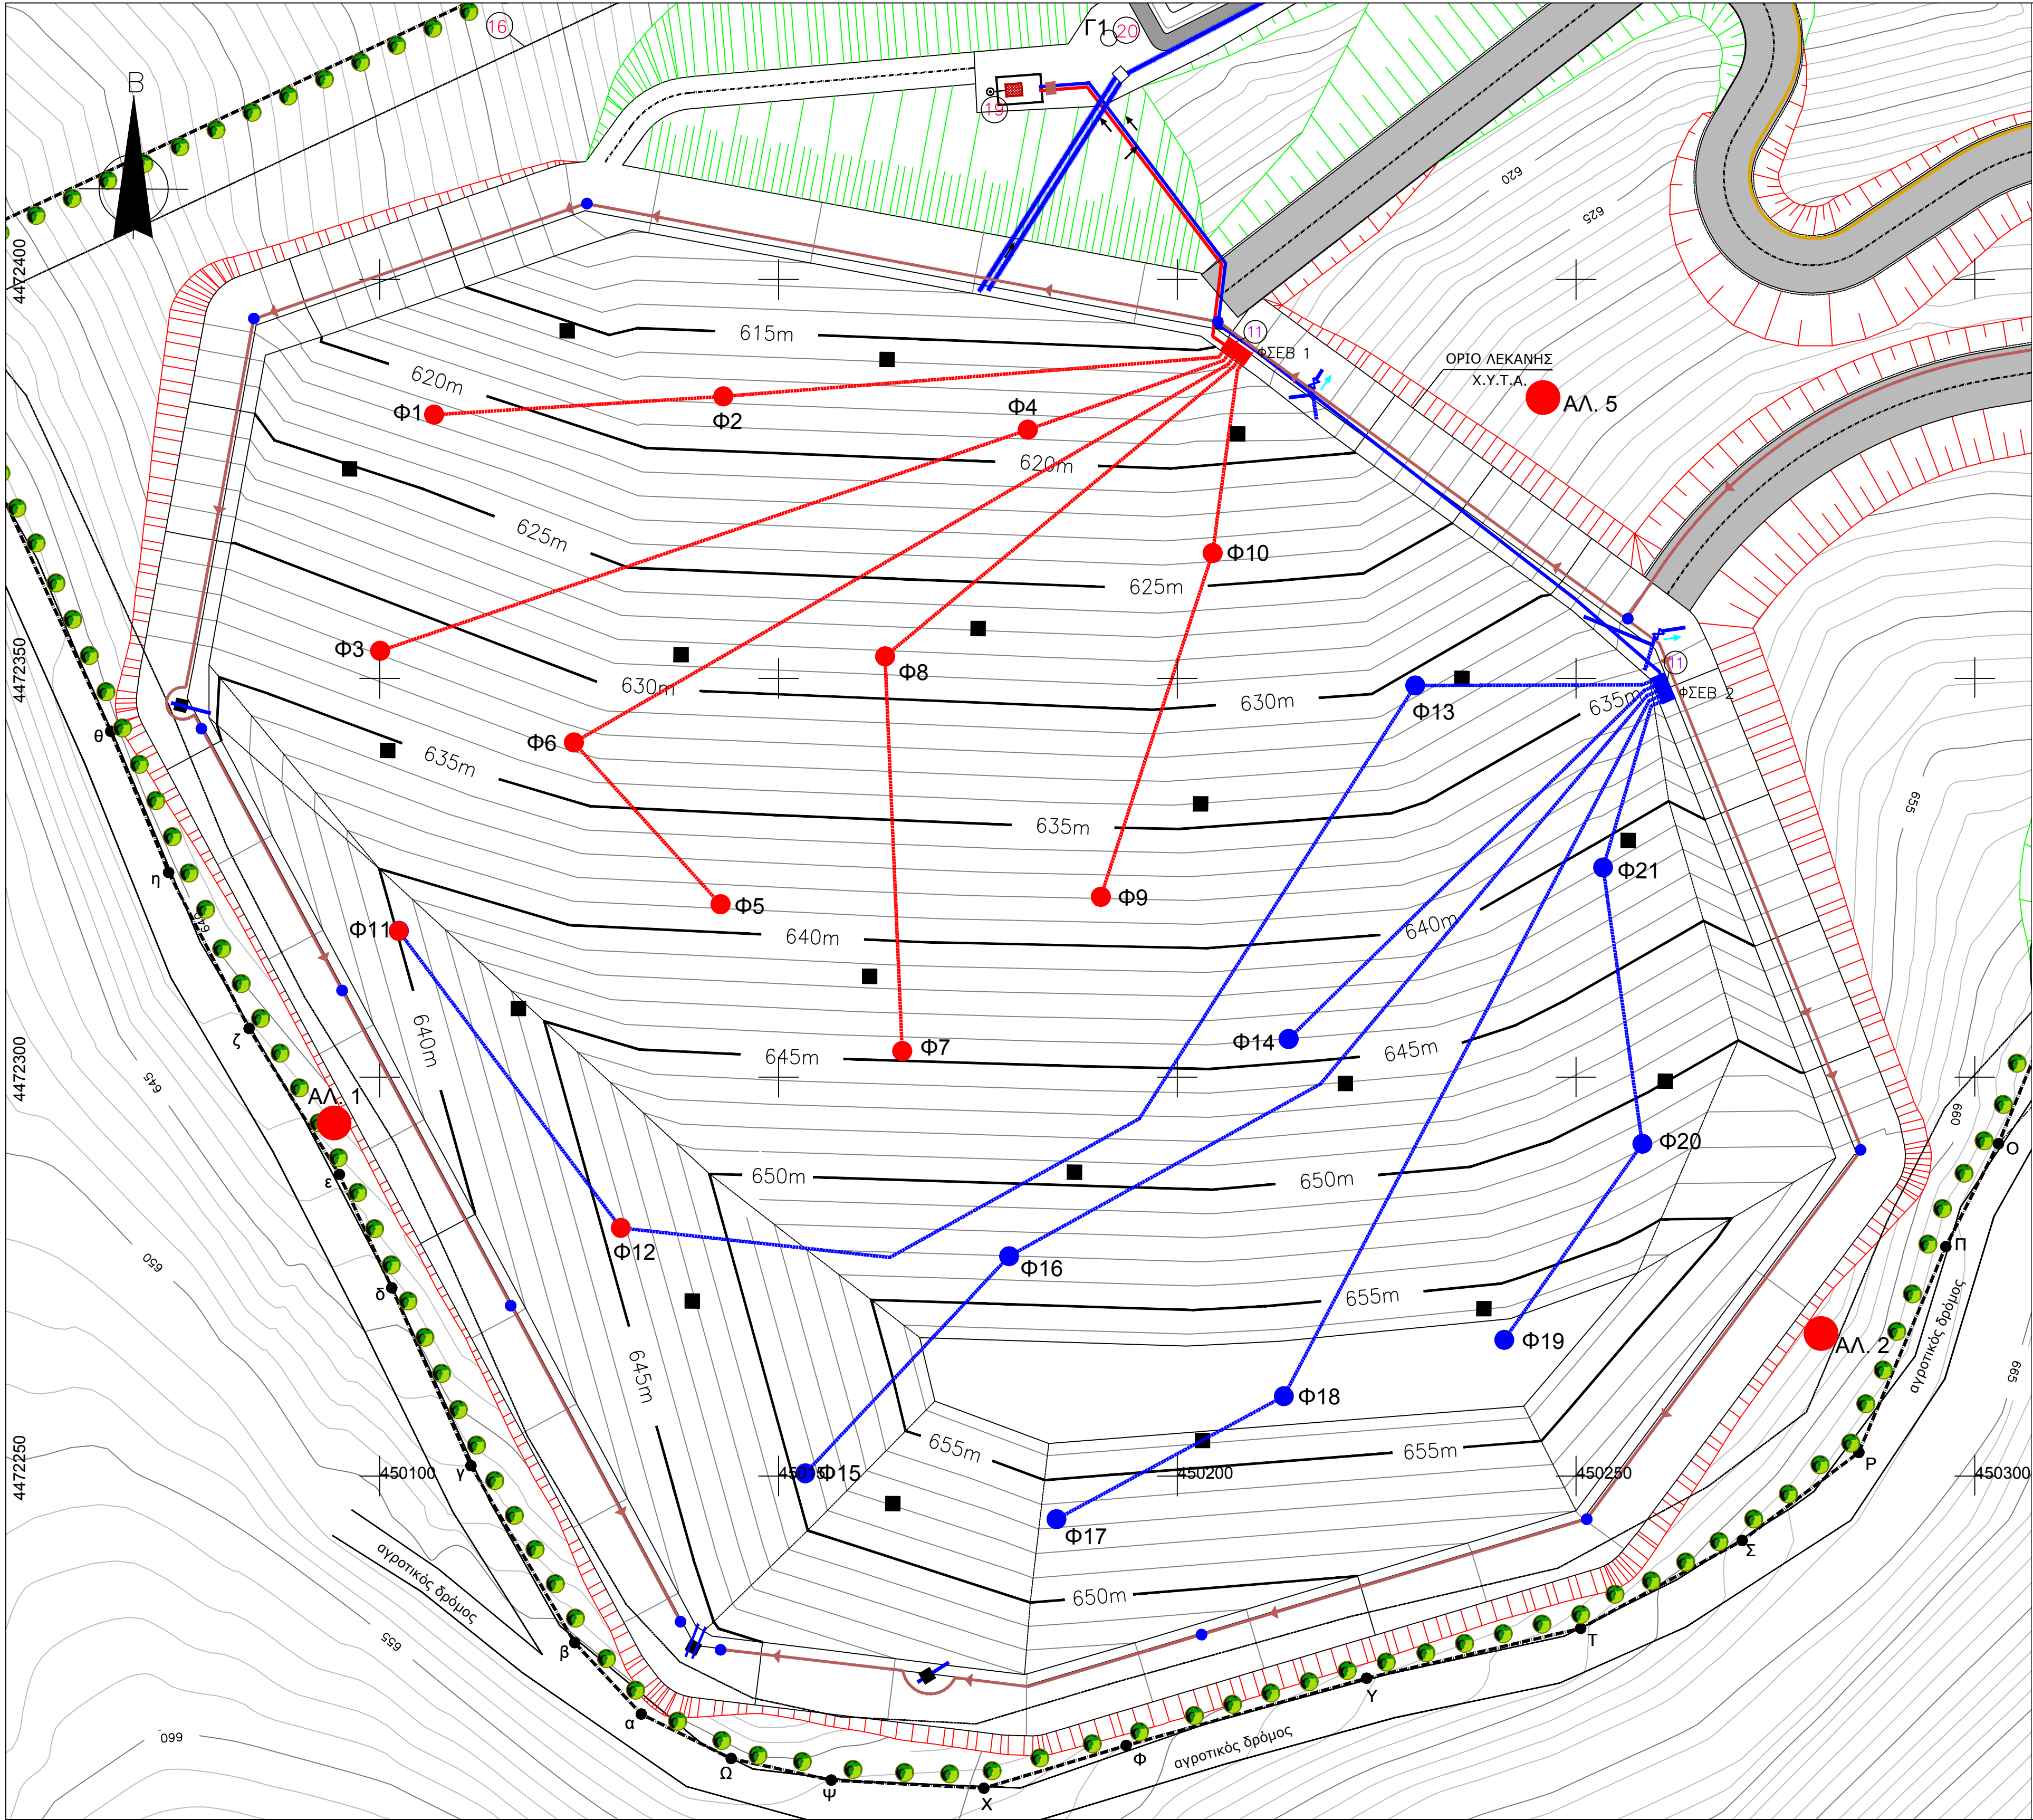 16
Γ1
20
19
B
620
625
4472400
11
ΦΣΕΒ 1
615m
ΟΡΙΟ ΛΕΚΑΝΗΣ
Χ.Υ.Τ.Α.
620m
Φ1
Φ2
Φ4
ΑΛ. 5
620m
625m
Φ10
625m
4472350
Φ3
Φ8
630m
630m
635m
11
ΦΣΕΒ 2
Φ13
θ
Φ6
635m
635m
655
Φ21
η
Φ5
Φ9
640m
640m
Φ11
640m
Φ14
Φ7
645m
645m
ζ
4472300
645
ΑΛ. 1
660
Φ20
Ο
ε
650m
650m
Φ12
Φ16
Π
650
δ
655m
αγροτικός δρόμος
Φ19
ΑΛ. 2
645m
665
Φ18
655m
655m
4472250
γ
450100
Φ15
450200
450250
450300
Ρ
Φ17
Σ
αγροτικός δρόμος
650m
655
β
Τ
Υ
α
660
Φ
αγροτικός δρόμος
Ω
Ψ
Χ